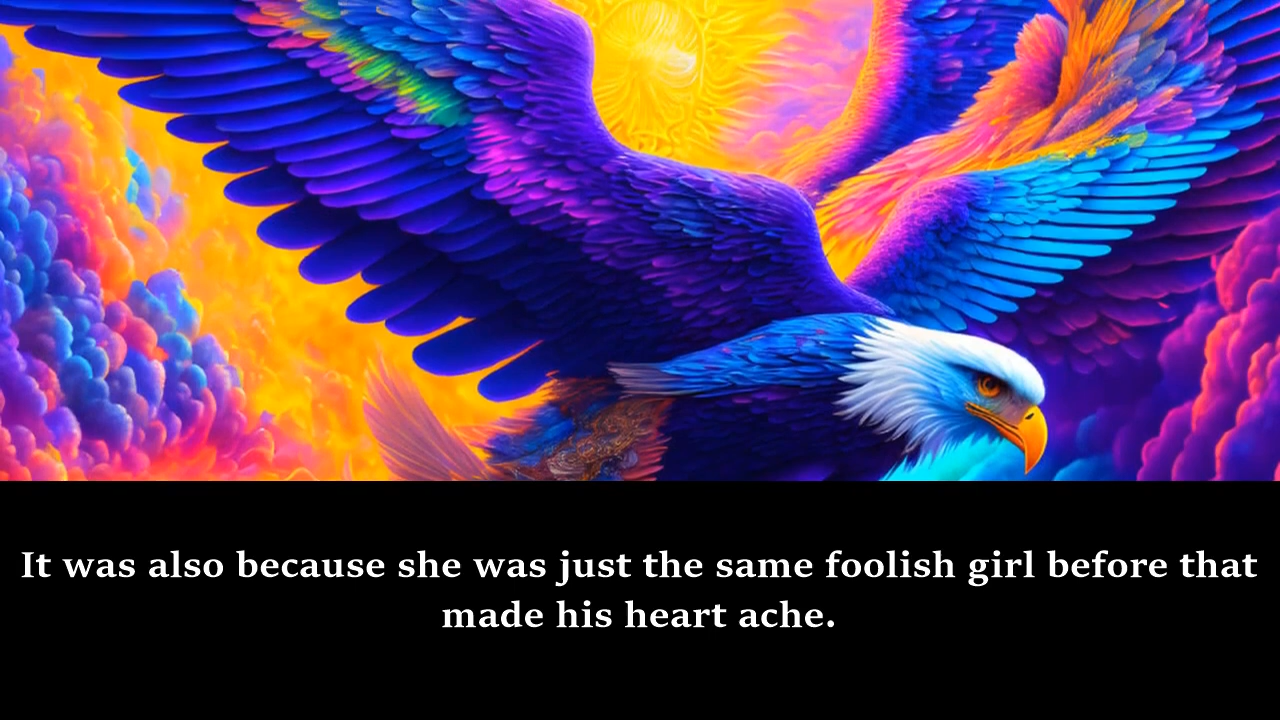 It was also because she was just the same foolish girl before that
made his heart ache.